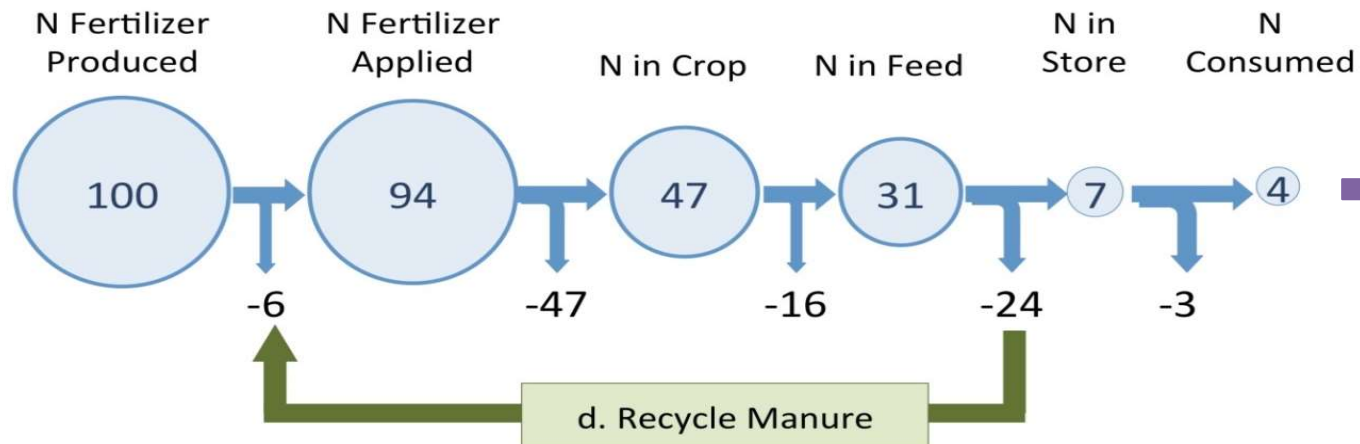 N Fertilizer
Produced
N Fertilizer
Applied
N in Crop
N in Feed
N in
Store
N
Consumed
100
94
47
31
7
4
-6
-47
-16
-24
-3
d. Recycle Manure